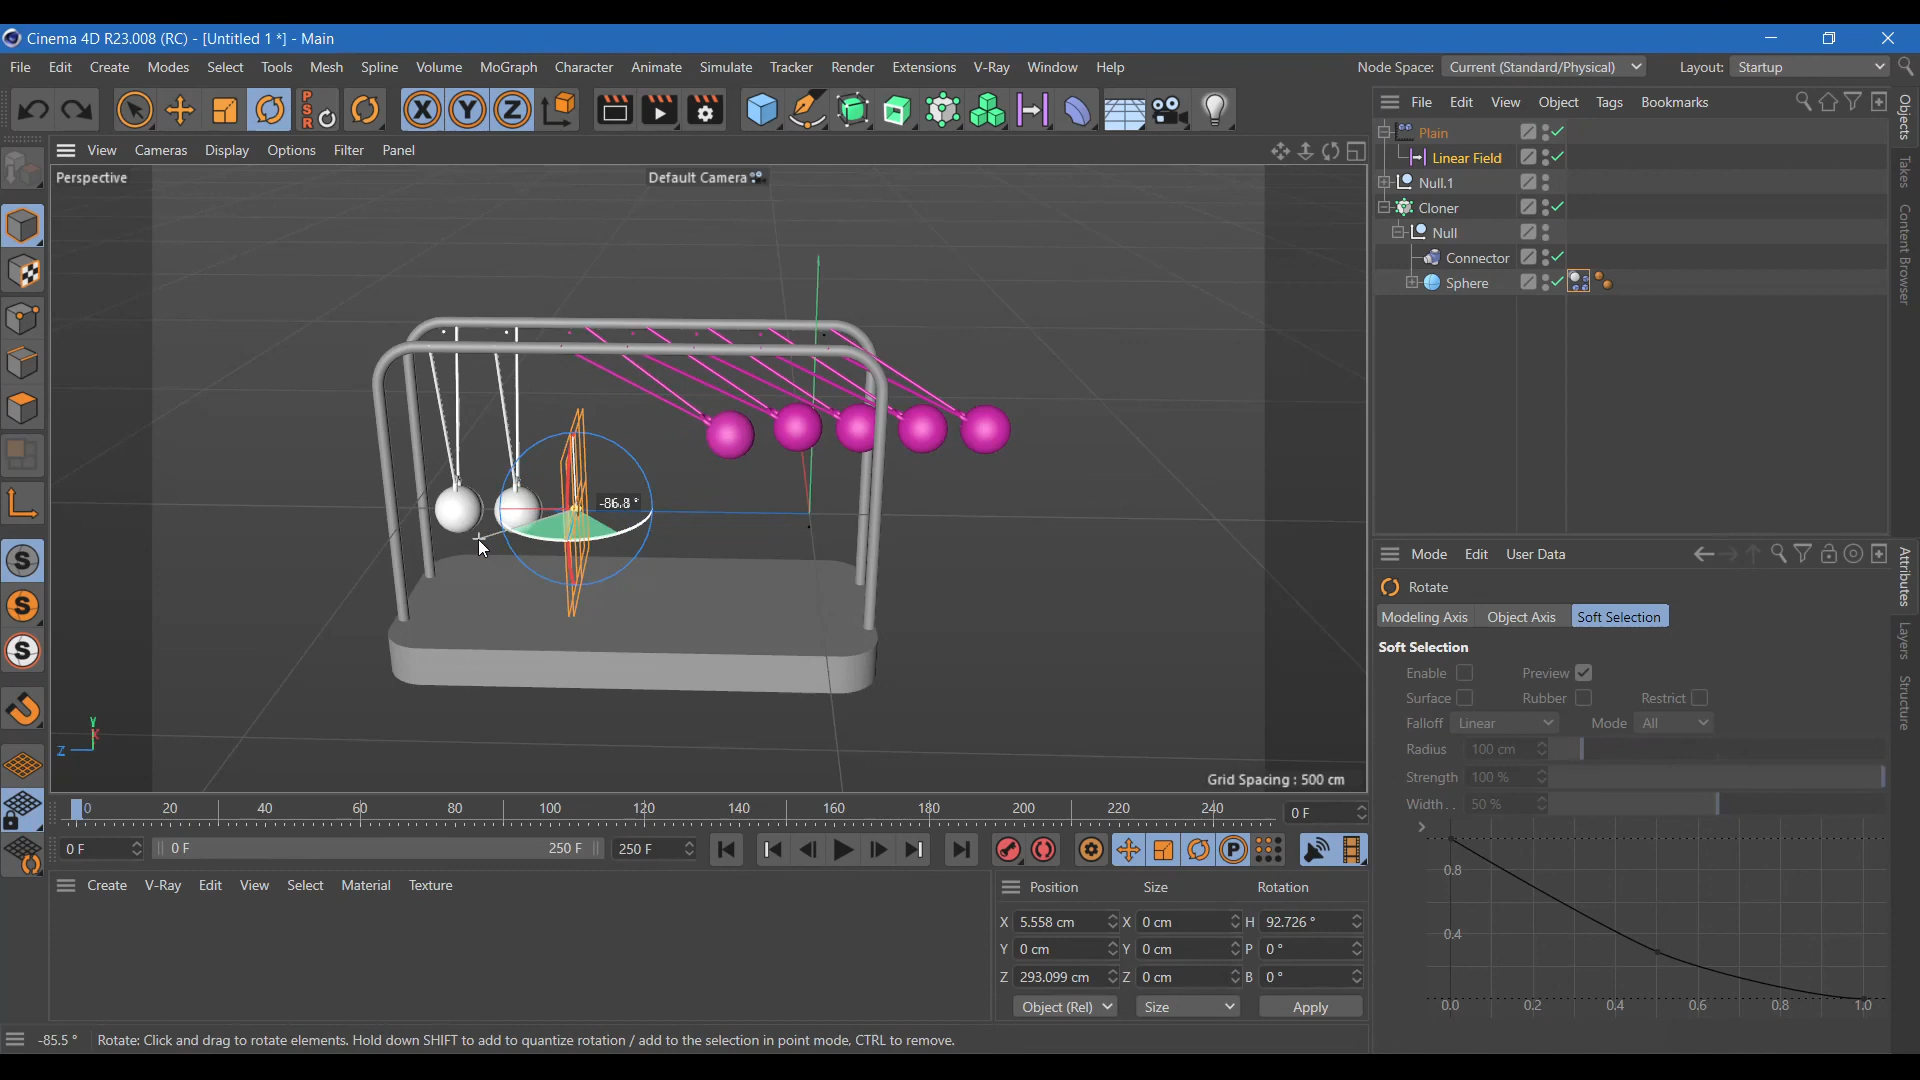 Cinema 4D R23.008 (RC) - [Untitled 1 *] - Main
File Edit Create Modes Select Tools Mesh Spline Volume MoGraph Character Animate Simulate Tracker Render Extensions V-Ray Window Help Node Space: Current (Standard/Physical) Layout: Startup
X Y Z
PSR
View Cameras Display Options Filter Panel
File Edit View Object Tags Bookmarks
Perspective
Default Camera
Plain
Linear Field
Null.1
Cloner
Null
Connector
Sphere
Objects
Takes
Content Browser
-86.8 °
Y
X
Z
Grid Spacing : 500 cm
S
S
S
Mode Edit User Data
Rotate
Modeling Axis Object Axis Soft Selection
Soft Selection
Enable Preview
Surface Rubber Restrict
Falloff Linear Mode All
Radius 100 cm
Strength 100 %
Width . . 50 %
0.8
0.4
0.0 0.2 0.4 0.6 0.8 1.0
Attributes
Layers
Structure
0 20 40 60 80 100 120 140 160 180 200 220 240 0 F
0 F 0 F 250 F 250 F
P
Create V-Ray Edit View Select Material Texture
Position Size Rotation
X 5.558 cm X 0 cm H 92.726 °
Y 0 cm Y 0 cm P 0 °
Z 293.099 cm Z 0 cm B 0 °
Object (Rel) Size Apply
-85.5 ° Rotate: Click and drag to rotate elements. Hold down SHIFT to add to quantize rotation / add to the selection in point mode, CTRL to remove.